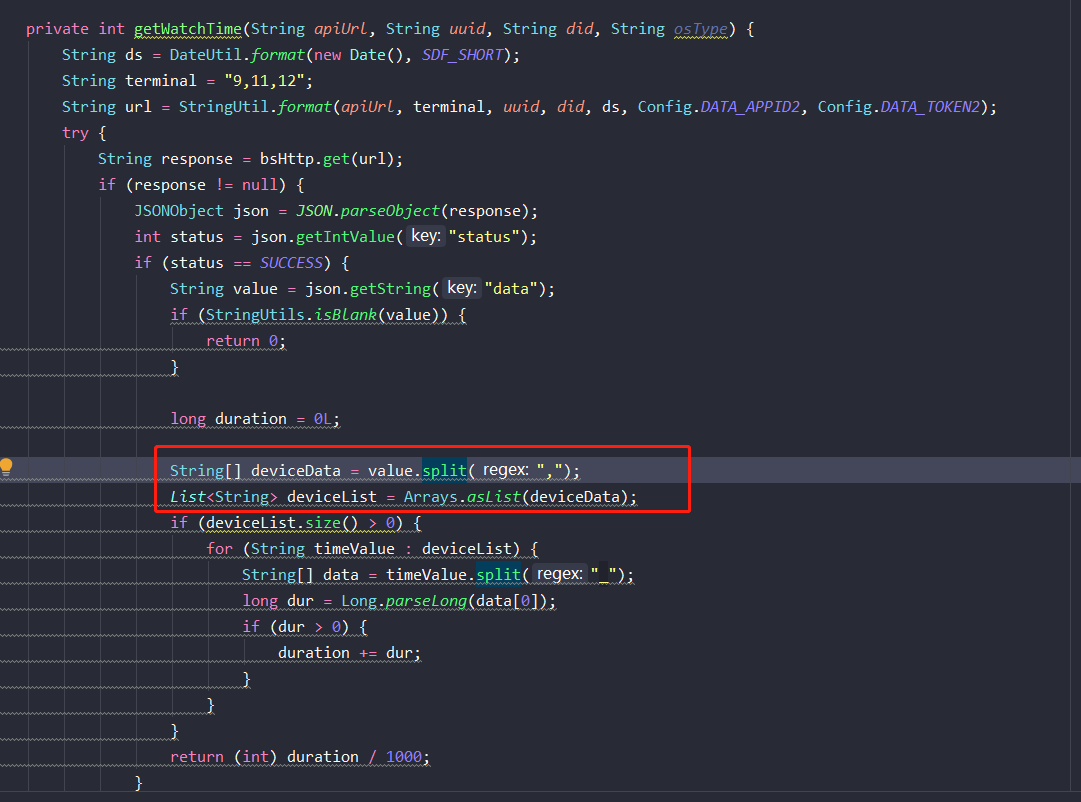 private int getWatchTime(String apiUrl, String uuid, String did, String osType) {
String ds = DateUtil.format(new Date(), SDF_SHORT);
String terminal = "9,11,12";
String url = StringUtil.format(apiUrl, terminal, uuid, did, ds, Config.DATA_APPID2, Config.DATA_TOKEN2);
try {
String response = bsHttp.get(url);
if (response != null) {
JSONObject json = JSON.parseObject(response);
int status = json.getIntValue( key: "status");
if (status == SUCCESS) {
String value = json.getString( key: "data");
if (StringUtils.isBlank(value)) {
return 0;
}
long duration = 0L;
String[] deviceData = value.split( regex: ",");
List<String> deviceList = Arrays.asList(deviceData);
if (deviceList.size() > 0) {
for (String timeValue : deviceList) {
String[] data = timeValue.split( regex: "_");
long dur = Long.parseLong(data[0]);
if (dur > 0) {
duration += dur;
}
}
}
return (int) duration / 1000;
}